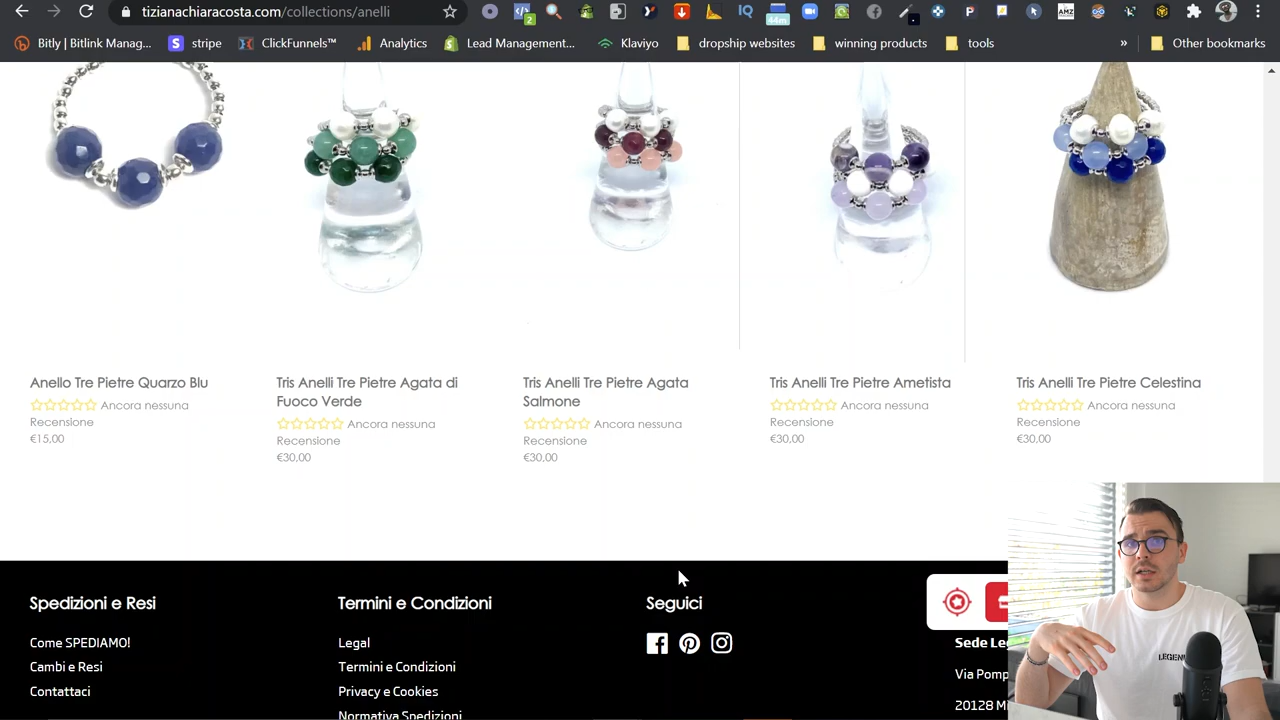 tizianachiaracosta.com/collections/anelli
2
IQ
44m
P
AMZ
Bitly | Bitlink Manag...
stripe
ClickFunnels™
Analytics
Lead Management...
Klaviyo
dropship websites
winning products
tools
»
Other bookmarks
Anello Tre Pietre Quarzo Blu
Ancora nessuna
Recensione
€15,00
Tris Anelli Tre Pietre Agata di
Fuoco Verde
Ancora nessuna
Recensione
€30,00
Tris Anelli Tre Pietre Agata
Salmone
Ancora nessuna
Recensione
€30,00
Tris Anelli Tre Pietre Ametista
Ancora nessuna
Recensione
€30,00
Tris Anelli Tre Pietre Celestina
Ancora nessuna
Recensione
€30,00
Spedizioni e Resi
Come SPEDIAMO!
Cambi e Resi
Contattaci
Termini e Condizioni
Legal
Termini e Condizioni
Privacy e Cookies
Normativa Spedizioni
Seguici
Sede Le
Via Pomp
20128 M
LEGEN